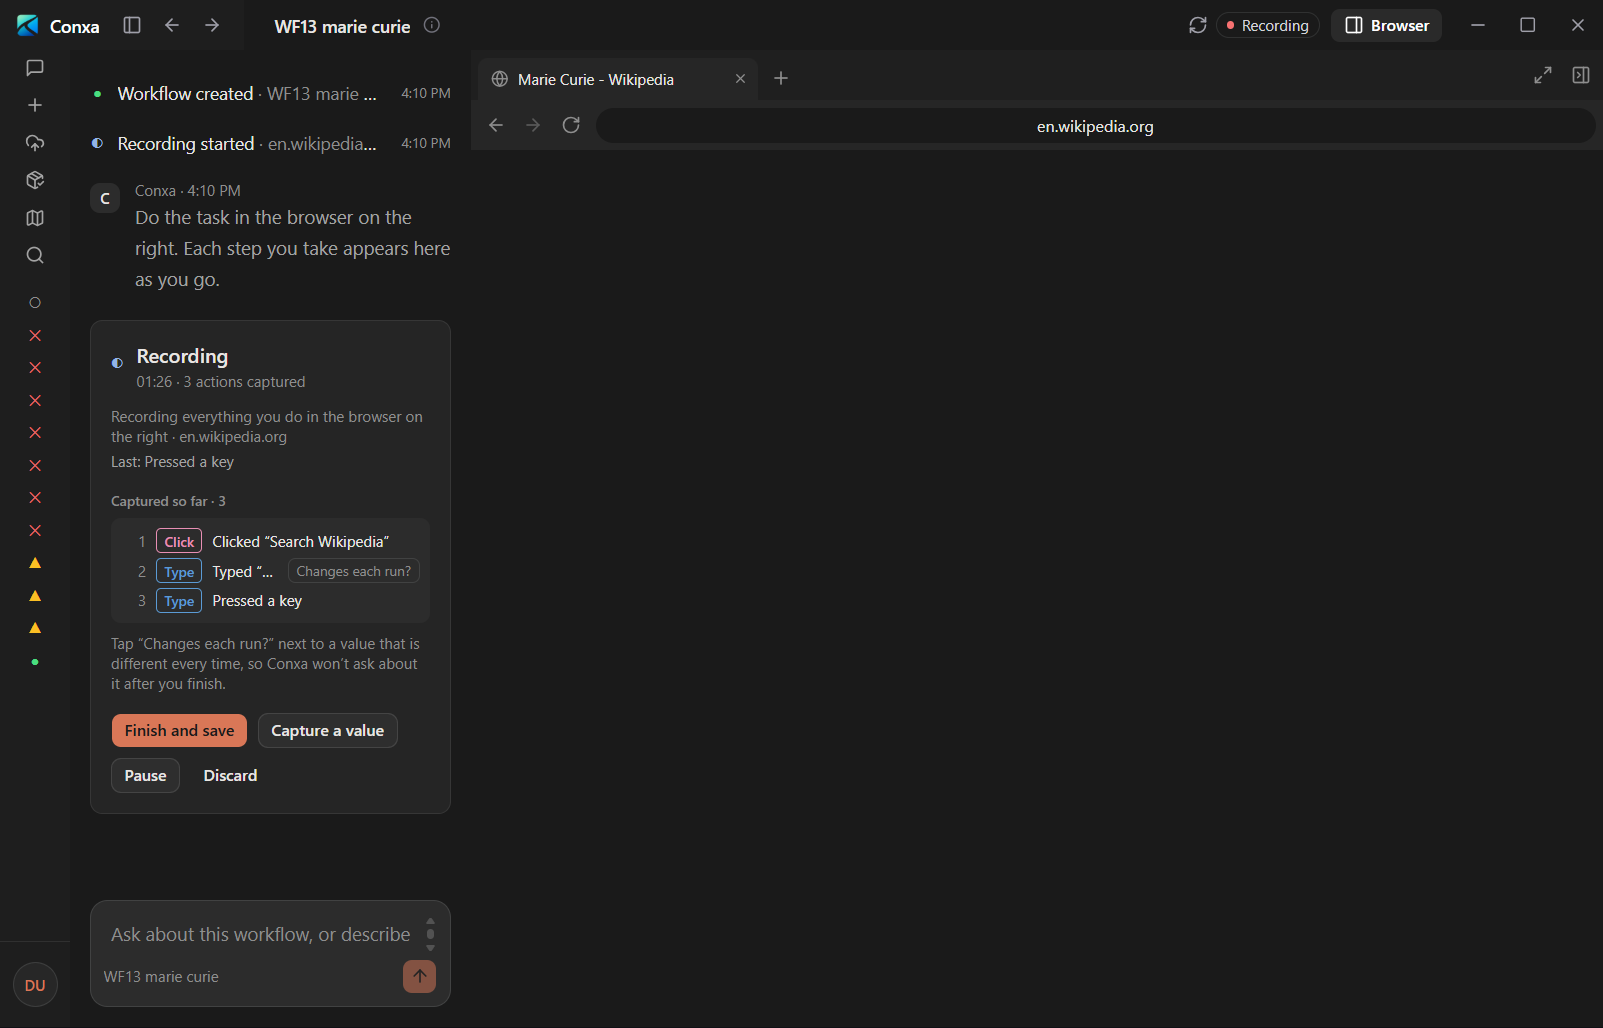 Conxa
WF13 marie curie
Recording
Browser
Workflow created · WF13 marie ... 4:10 PM
Recording started · en.wikipedia... 4:10 PM
C
Conxa · 4:10 PM
Do the task in the browser on the
right. Each step you take appears here
as you go.
Recording
01:26 · 3 actions captured
Recording everything you do in the browser on
the right · en.wikipedia.org
Last: Pressed a key
Captured so far · 3
1 Click Clicked “Search Wikipedia”
2 Type Typed “... Changes each run?
3 Type Pressed a key
Tap “Changes each run?” next to a value that is
different every time, so Conxa won’t ask about
it after you finish.
Finish and save
Capture a value
Pause
Discard
Ask about this workflow, or describe
WF13 marie curie
DU
Marie Curie - Wikipedia
en.wikipedia.org